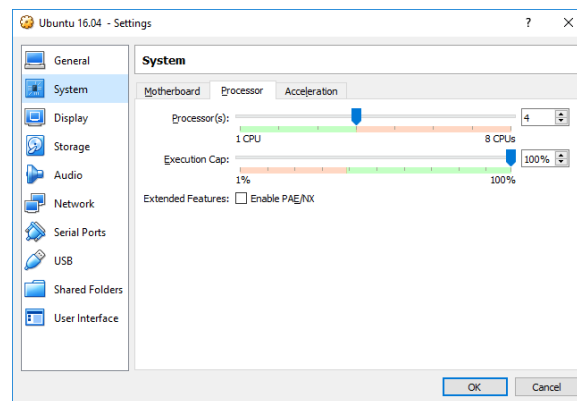 Ubuntu 16.04 - Settings
?
General
System
Display
Storage
Audio
Network
Serial Ports
USB
Shared Folders
User Interface
System
Motherboard Processor Acceleration
Processor(s): 4
1 CPU 8 CPUs
Execution Cap: 100%
1% 100%
Extended Features: Enable PAE/NX
OK Cancel